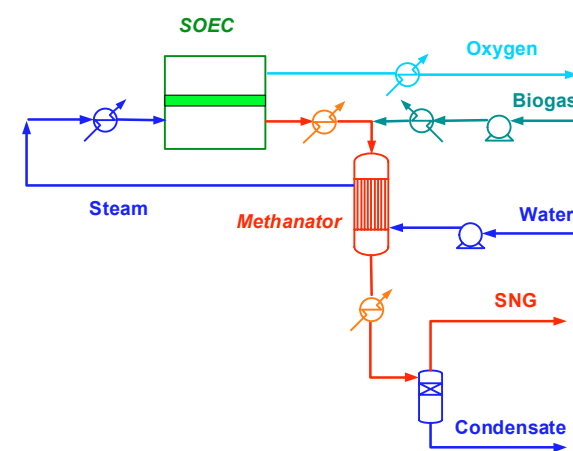 SOEC
Oxygen
Biogas
Steam
Methanator
Water
SNG
Condensate